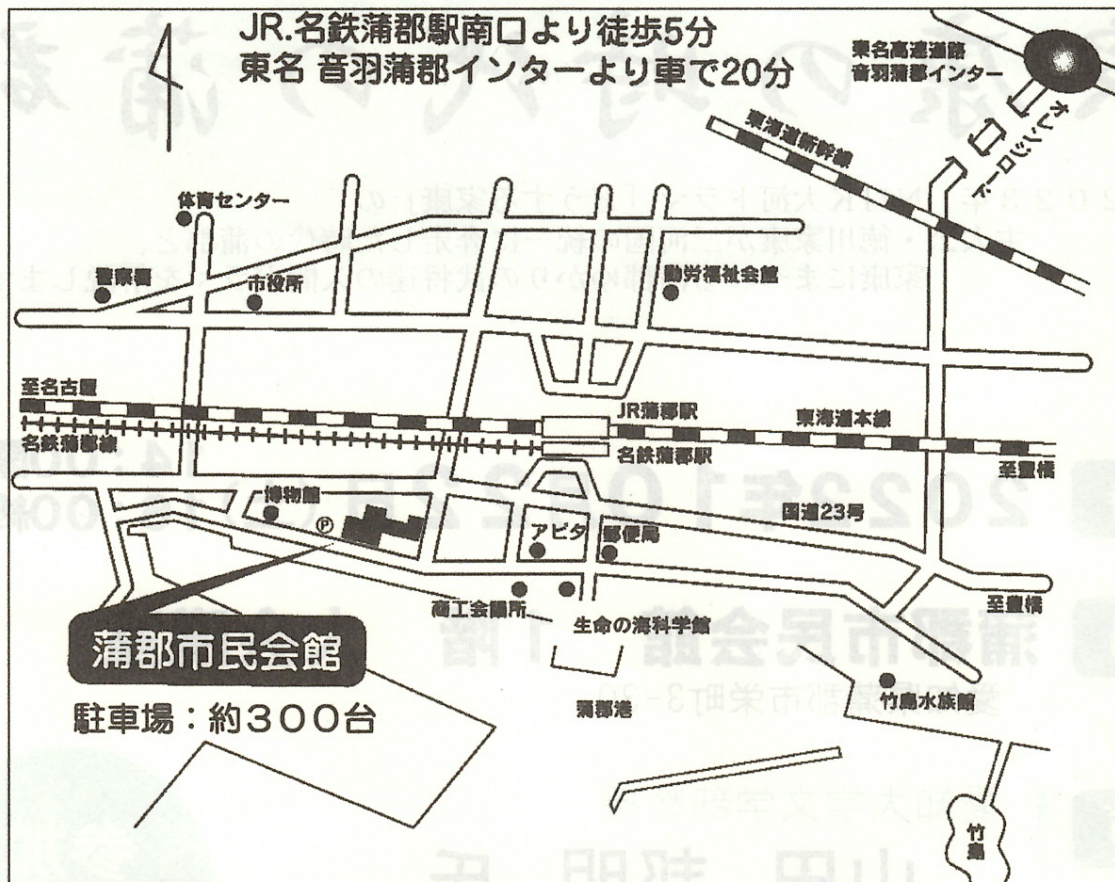 JR.名鉄蒲郡駅南口より徒歩5分
東名 音羽蒲郡インターより車で20分
東名高速道路
音羽蒲郡インター
オレンジロード
東海道新幹線
体育センター
警察署
市役所
勤労福祉会館
至名古屋
JR蒲郡駅
東海道本線
名鉄蒲郡線
名鉄蒲郡駅
至豊橋
博物館
国道23号
P
アピタ
郵便局
商工会議所
至豊橋
生命の海科学館
蒲郡市民会館
駐車場：約300台
蒲郡港
竹島水族館
竹島